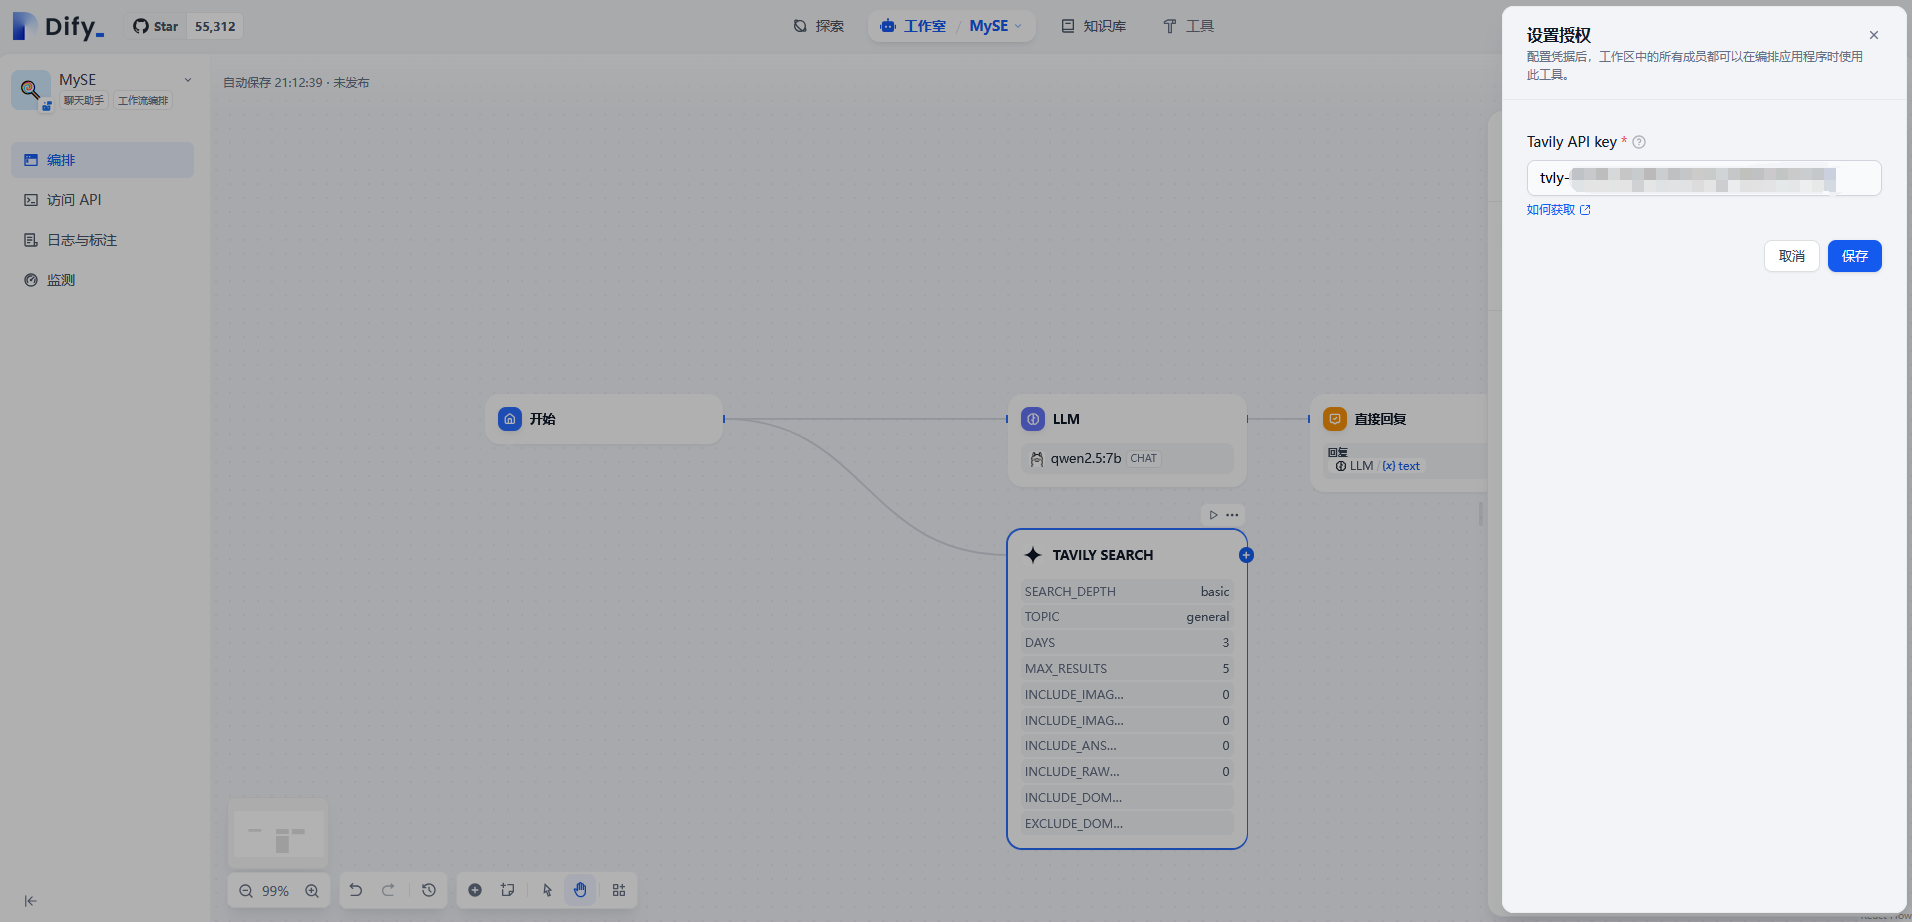 Dify_
Star 55,312
探索
工作室 / MySE
知识库
工具
MySE
聊天助手 工作流编排
编排
访问 API
日志与标注
监测
自动保存 21:12:39 · 未发布
开始
LLM
qwen2.5:7b CHAT
直接回复
回复
LLM / {x} text
TAVILY SEARCH
SEARCH_DEPTH basic
TOPIC general
DAYS 3
MAX_RESULTS 5
INCLUDE_IMAG... 0
INCLUDE_IMAG... 0
INCLUDE_ANS... 0
INCLUDE_RAW... 0
INCLUDE_DOM...
EXCLUDE_DOM...
99%
设置授权
配置凭据后，工作区中的所有成员都可以在编排应用程序时使用
此工具。
Tavily API key *
tvly-
如何获取
取消
保存